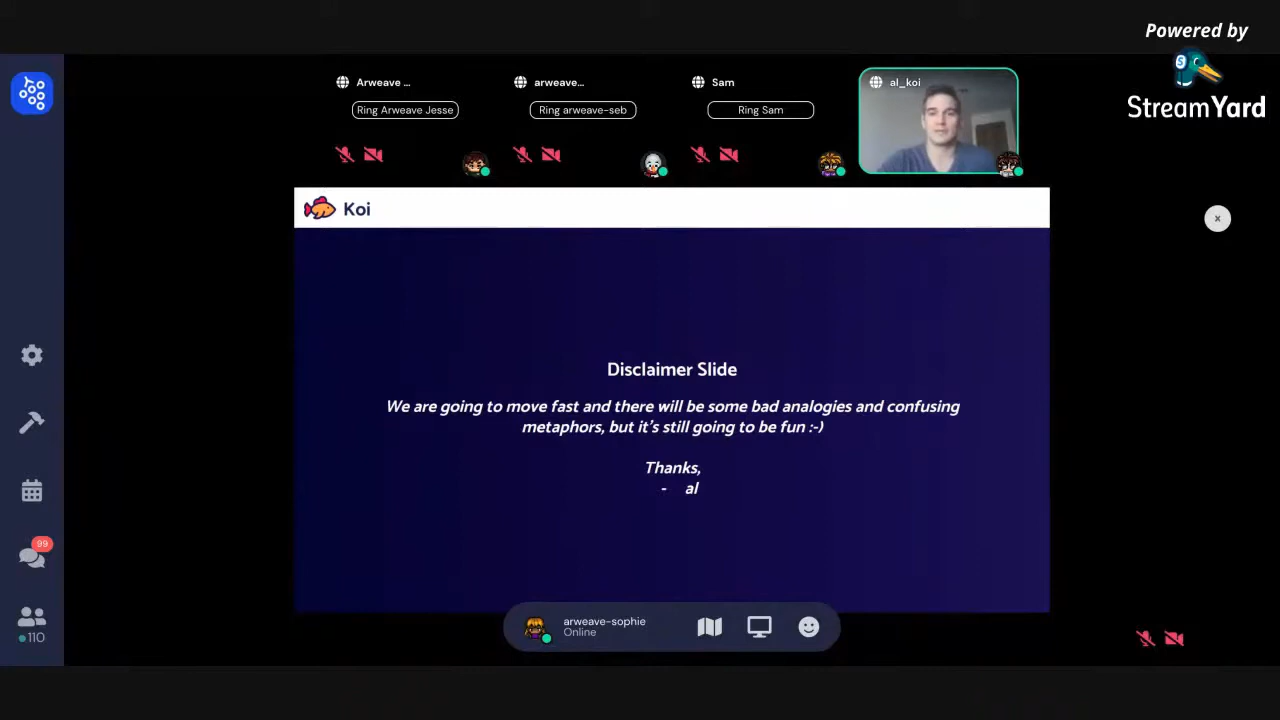 Powered by
StreamYard
Arweave ...
arweave...
Sam
al_koi
Ring Arweave Jesse
Ring arweave-seb
Ring Sam
Koi
x
Disclaimer Slide
We are going to move fast and there will be some bad analogies and confusing
metaphors, but it's still going to be fun :-)
Thanks,
- al
99
110
arweave-sophie
Online